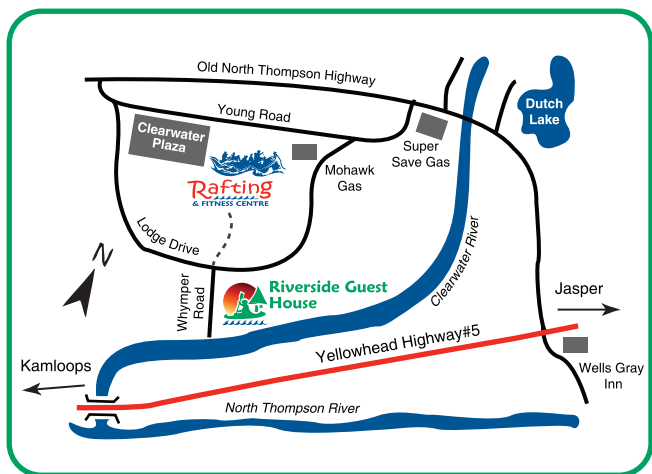 Old North Thompson Highway
Young Road
Clearwater
Plaza
Dutch
Lake
Super
Save Gas
Mohawk
Gas
Rafting
& FITNESS CENTRE
Lodge Drive
N
Whymper
Road
Riverside Guest
House
Clearwater River
Jasper
Yellowhead Highway#5
Kamloops
Wells Gray
Inn
North Thompson River